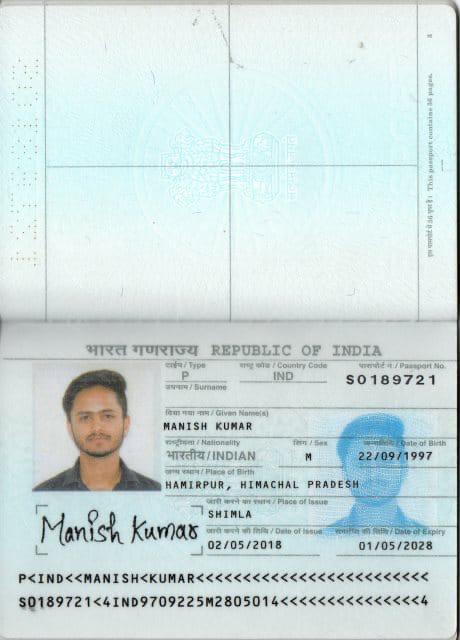 यह पासपोर्ट में 36 पृष्ठ है। This passport contains 36 pages.
भारत गणराज्य REPUBLIC OF INDIA
टाईप / Type
राष्ट्र कोड / Country Code
पासपोर्ट नं / Passport No.
P
IND
S0189721
उपनाम / Surname
दिया गया नाम / Given Name(s)
MANISH KUMAR
राष्ट्रीयता / Nationality
लिंग / Sex
जन्मतिथि / Date of Birth
भारतीय/INDIAN
M
22/09/1997
जन्म स्थान / Place of Birth
HAMIRPUR, HIMACHAL PRADESH
जारी करने का स्थान / Place of Issue
SHIMLA
जारी करने की तिथि / Date of Issue
समाप्ति की तिथि / Date of Expiry
02/05/2018
01/05/2028
Manish Kumar
P<IND<<MANISH<KUMAR<<<<<<<<<<<<<<<<<<<<<<<<<
S0189721<4IND9709225M2805014<<<<<<<<<<<<<<<4